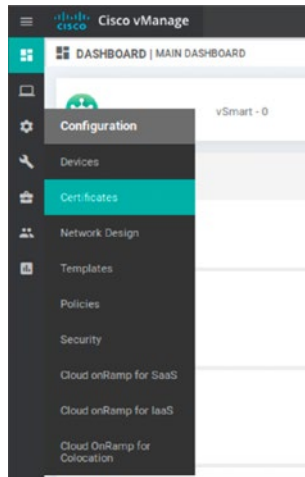 cisco Cisco vManage
DASHBOARD | MAIN DASHBOARD
vSmart - 0
Configuration
Devices
Certificates
Network Design
Templates
Policies
Security
Cloud onRamp for SaaS
Cloud onRamp for IaaS
Cloud OnRamp for
Colocation